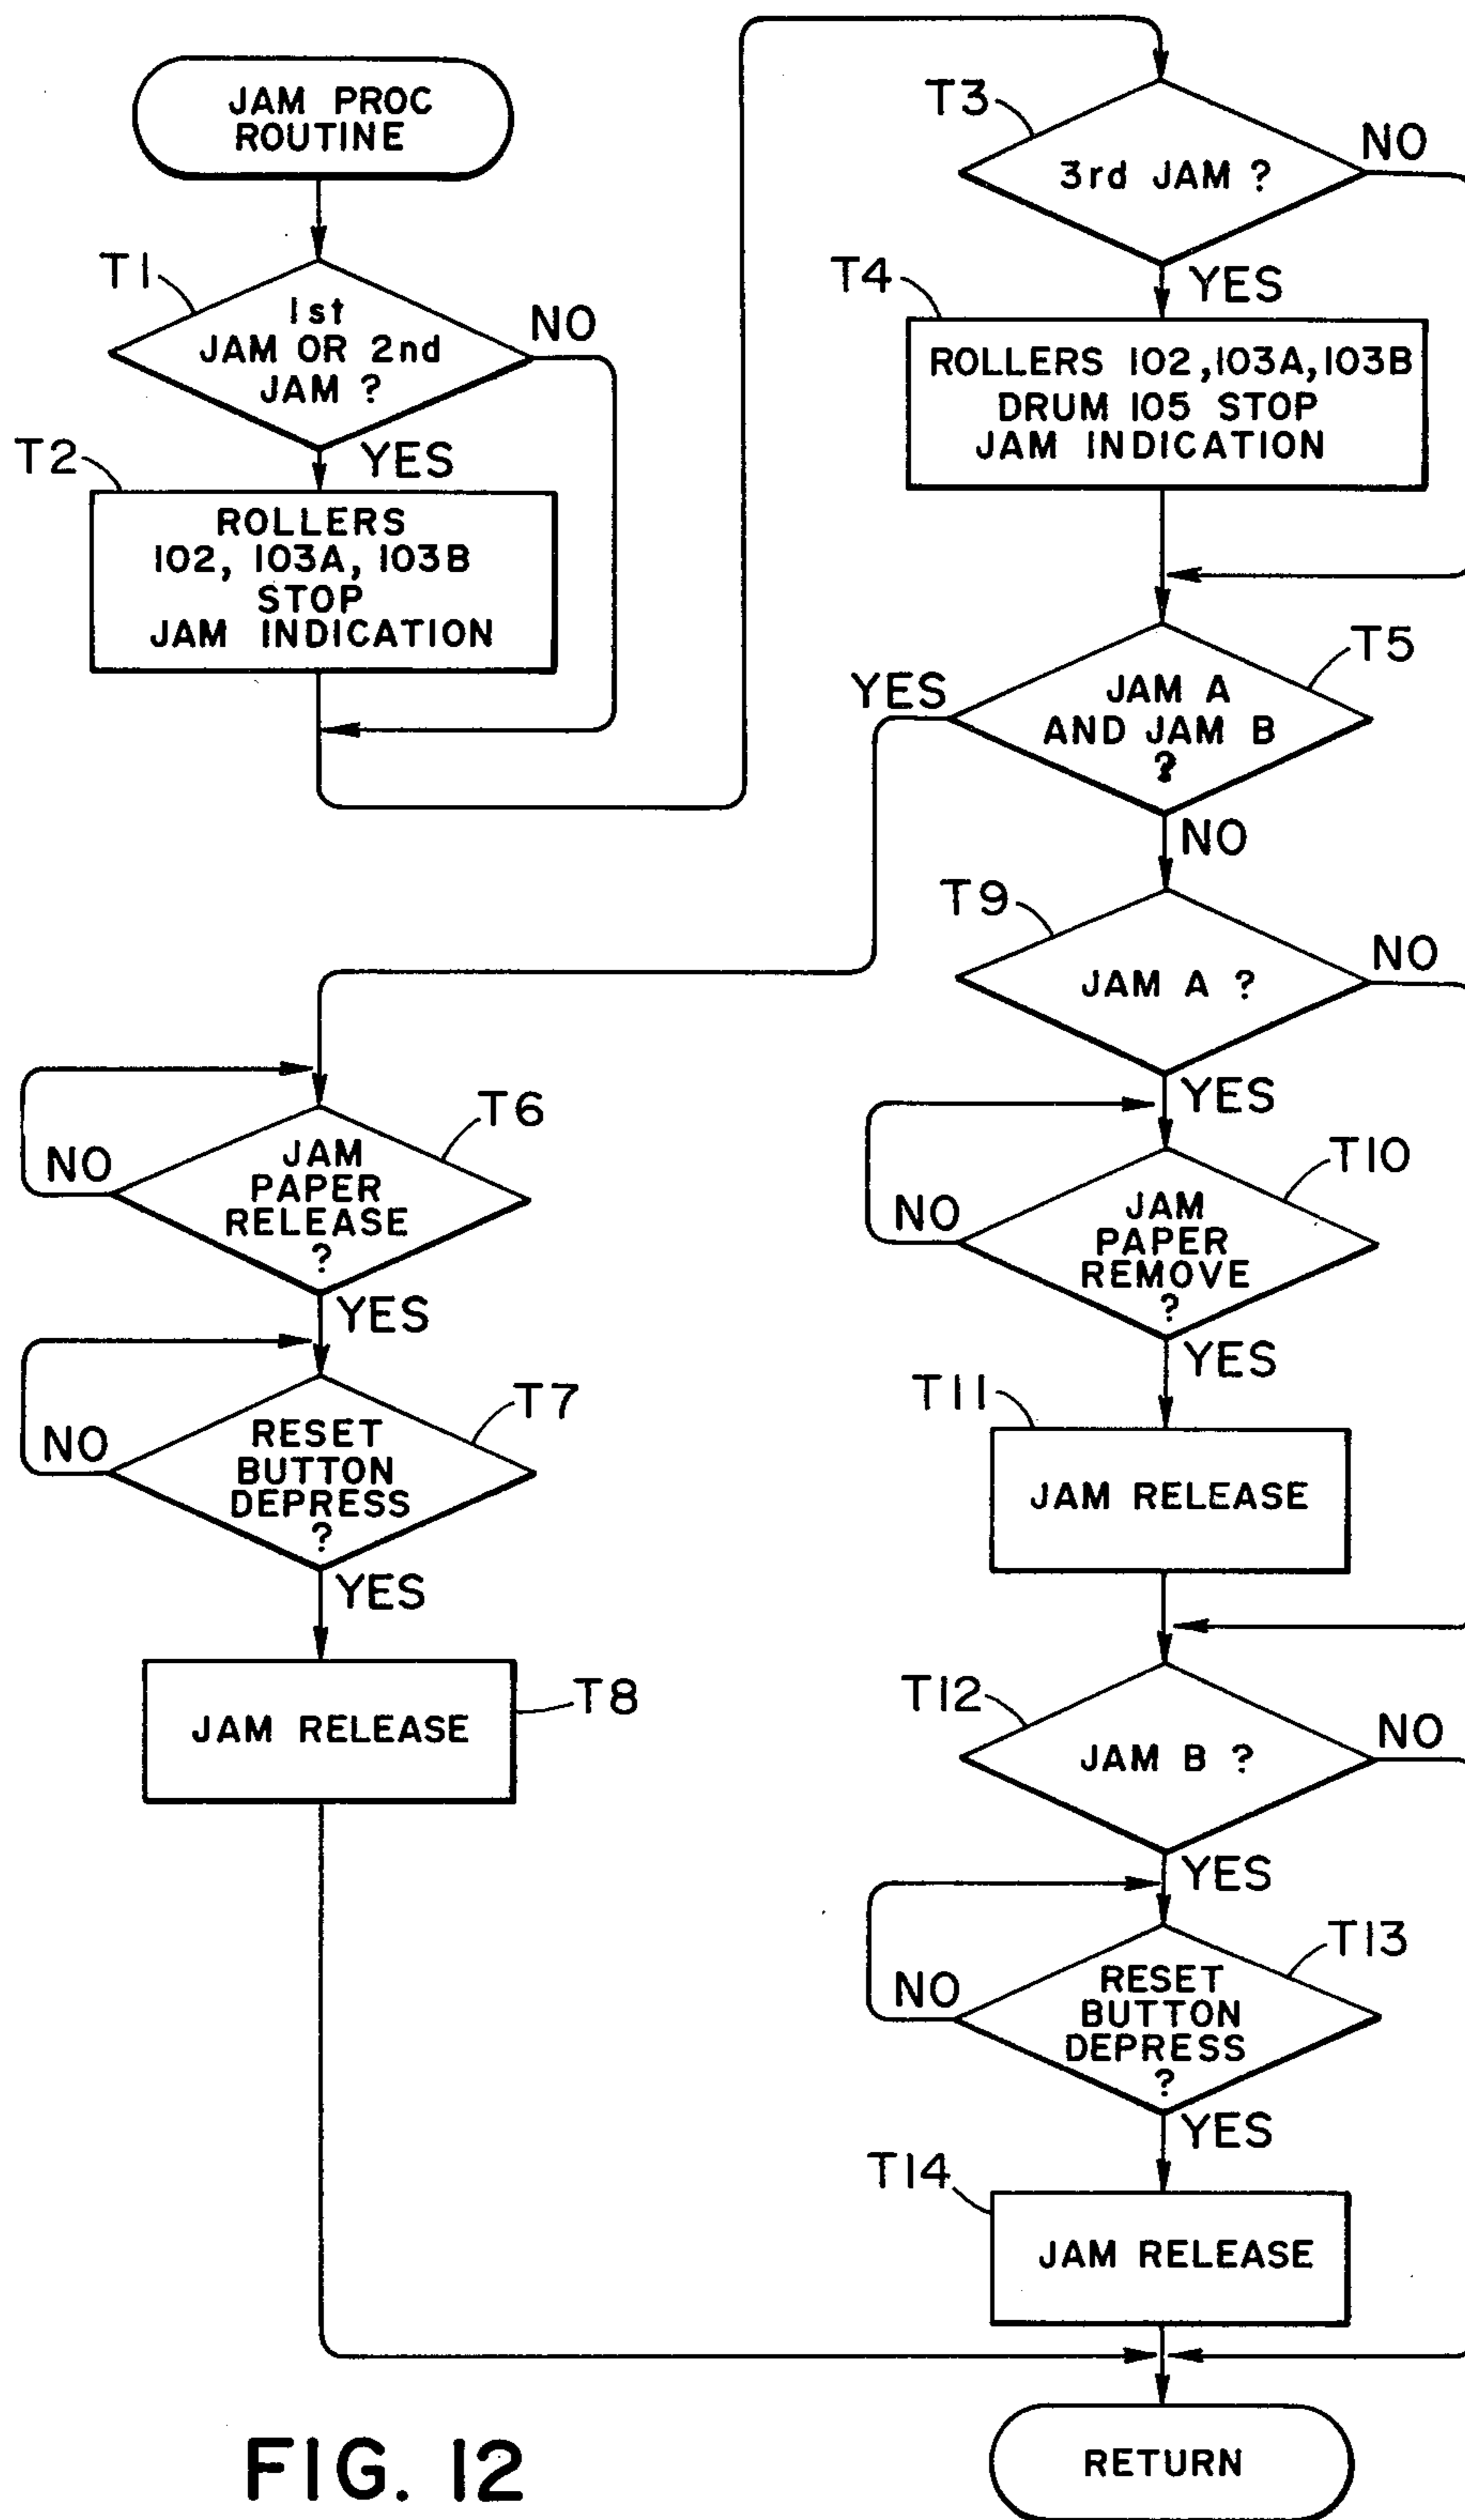 JAM PROC
ROUTINE
T1
1st
JAM OR 2nd
JAM ?
NO
YES
T2
ROLLERS
102, 103A, 103B
STOP
JAM INDICATION
T3
3rd JAM ?
NO
YES
T4
ROLLERS 102, 103A, 103B
DRUM 105 STOP
JAM INDICATION
T5
JAM A
AND JAM B
?
YES
NO
T6
JAM
PAPER
RELEASE
?
NO
YES
T7
RESET
BUTTON
DEPRESS
?
NO
YES
T8
JAM RELEASE
T9
JAM A ?
NO
YES
T10
JAM
PAPER
REMOVE
?
NO
YES
T11
JAM RELEASE
T12
JAM B ?
NO
YES
T13
RESET
BUTTON
DEPRESS
?
NO
YES
T14
JAM RELEASE
RETURN
FIG. 12